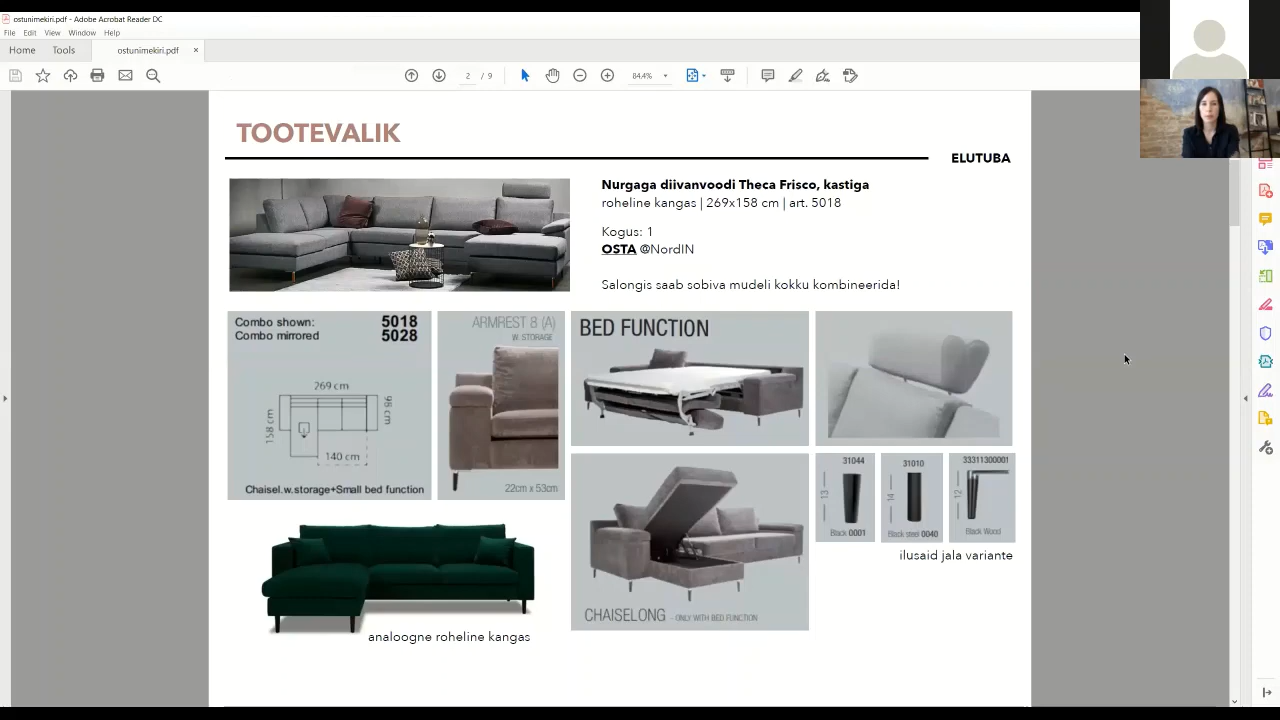 ostunimekiri.pdf - Adobe Acrobat Reader DC
File Edit View Window Help
Home Tools ostunimekiri.pdf ×
2 / 9 84.4%
TOOTEVALIK
ELUTUBA
Nurgaga diivanvoodi Theca Frisco, kastiga
roheline kangas | 269x158 cm | art. 5018
Kogus: 1
OSTA @NordIN
Salongis saab sobiva mudeli kokku kombineerida!
Combo shown: 5018
Combo mirrored 5028
269 cm
158 cm
98 cm
140 cm
Chaisel.w.storage+Small bed function
ARMREST 8 (A)
W. STORAGE
22cm x 53cm
BED FUNCTION
CHAISELONG - ONLY WITH BED FUNCTION
31044
13
Black 0001
31010
14
Black steel 0040
33311300001
12
Black Wood
ilusaid jala variante
analoogne roheline kangas